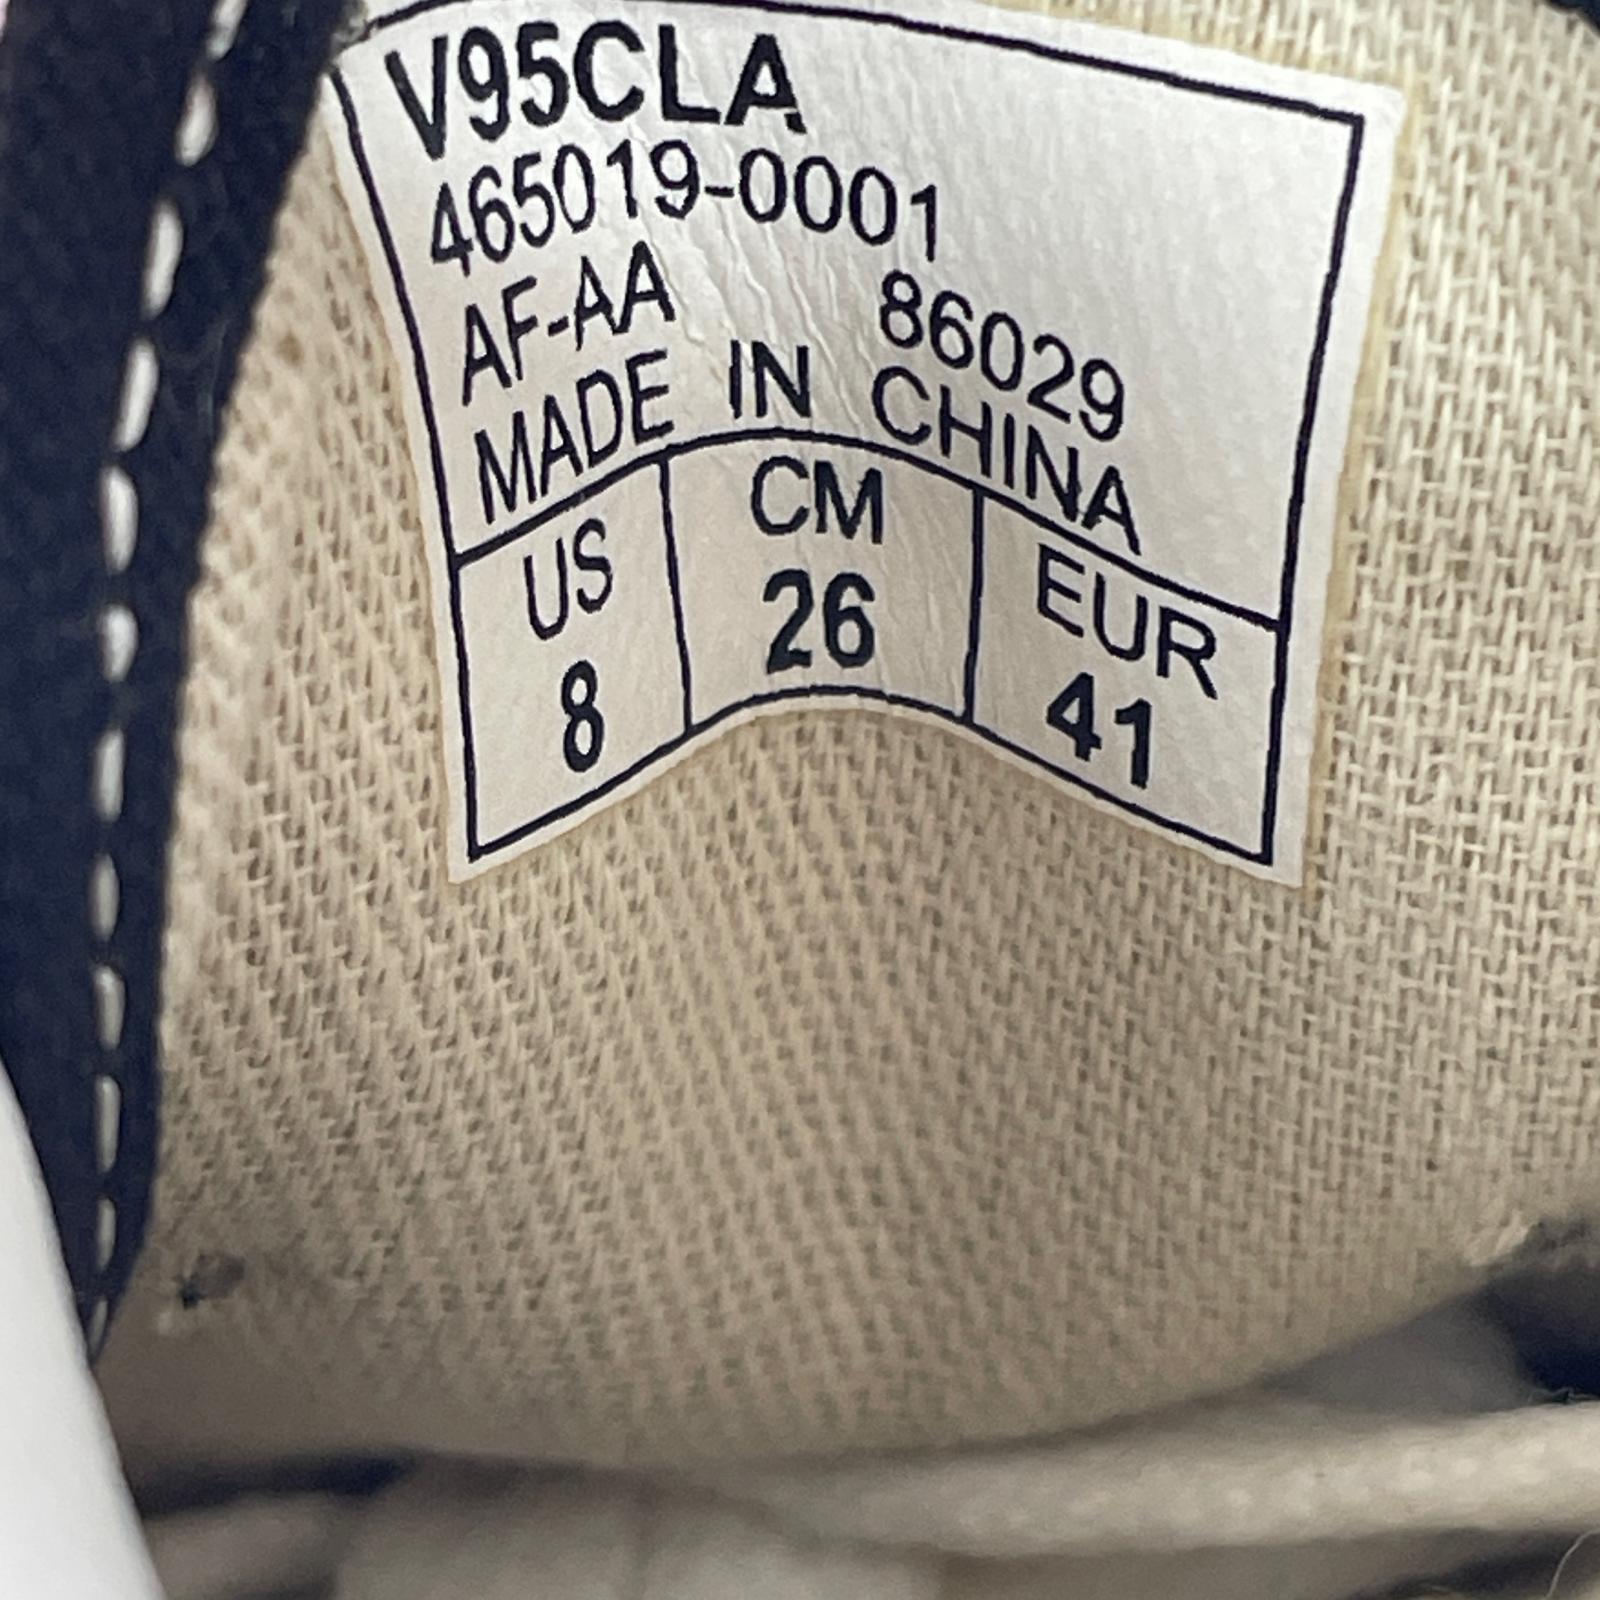 V95CLA
465019-0001
AF-AA 86029
MADE IN CHINA
US CM EUR
8 26 41